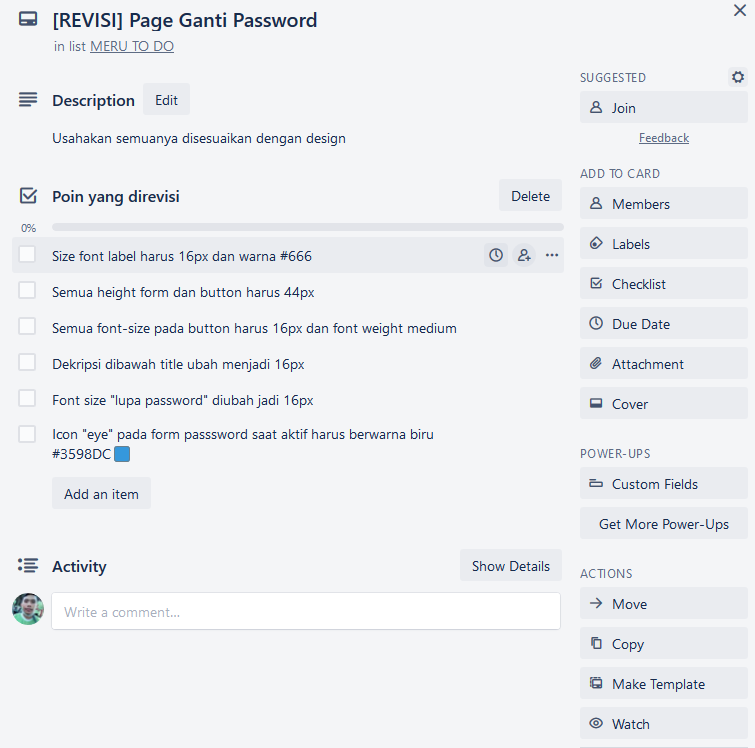 [REVISI] Page Ganti Password
in list MERU TO DO
Description
Edit
Usahakan semuanya disesuaikan dengan design
Poin yang direvisi
Delete
0%
Size font label harus 16px dan warna #666
Semua height form dan button harus 44px
Semua font-size pada button harus 16px dan font weight medium
Dekripsi dibawah title ubah menjadi 16px
Font size "lupa password" diubah jadi 16px
Icon "eye" pada form passsword saat aktif harus berwarna biru
#3598DC
Add an item
Activity
Show Details
Write a comment...
SUGGESTED
Join
Feedback
ADD TO CARD
Members
Labels
Checklist
Due Date
Attachment
Cover
POWER-UPS
Custom Fields
Get More Power-Ups
ACTIONS
Move
Copy
Make Template
Watch